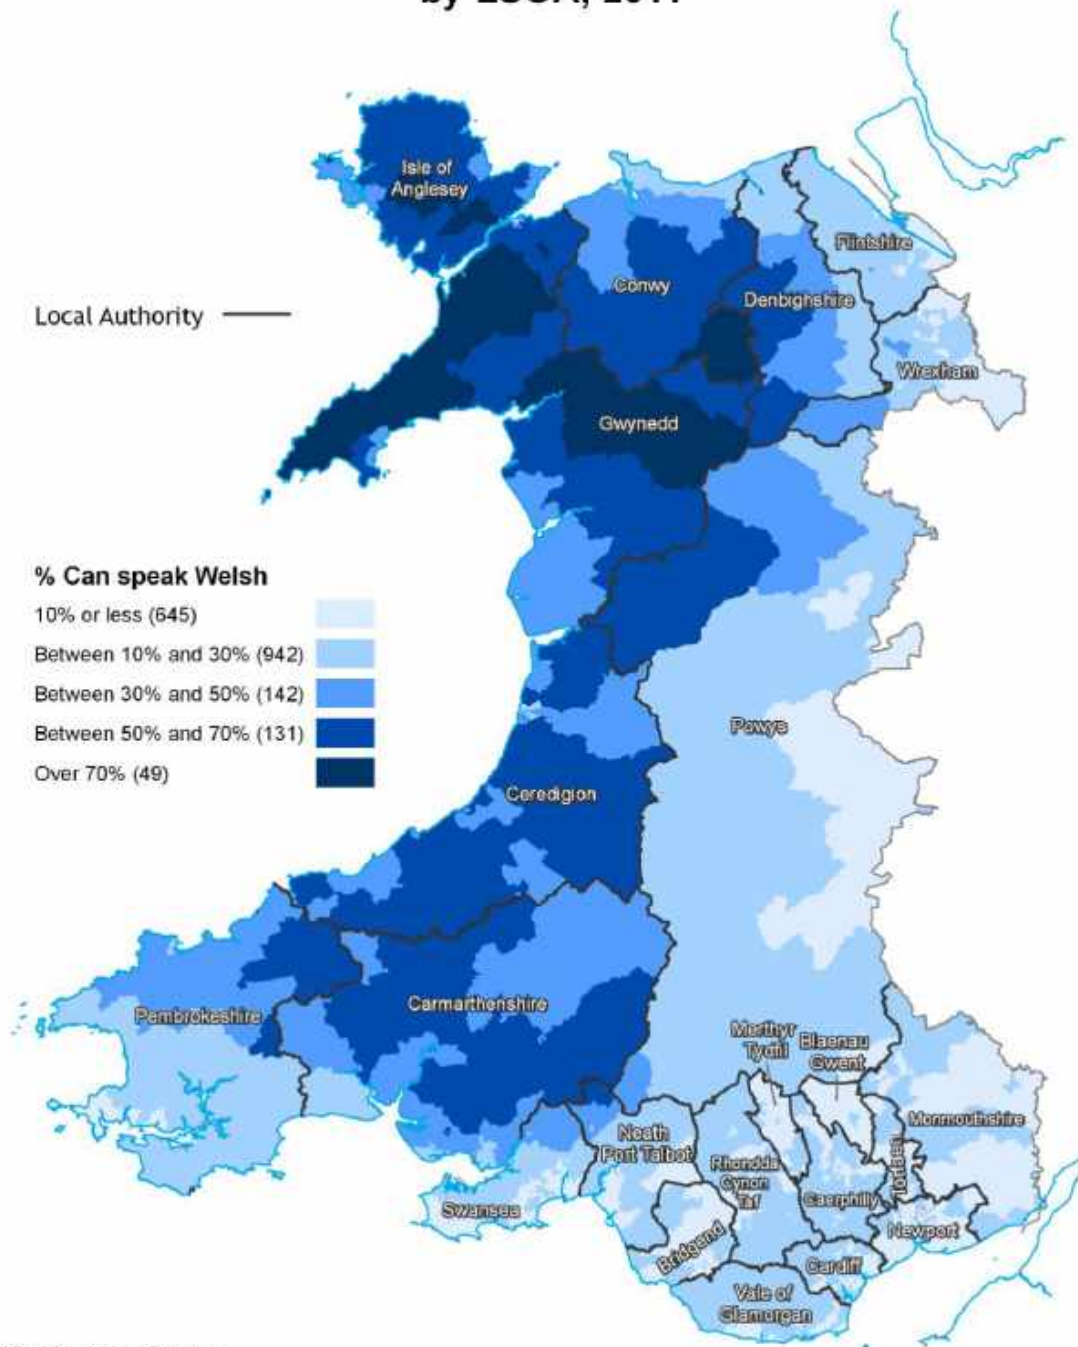 Isle of
Anglesey
Flintshire
Conwy
Denbighshire
Local Authority
Wrexham
Gwynedd
% Can speak Welsh
10% or less (645)
Between 10% and 30% (942)
Between 30% and 50% (142)
Between 50% and 70% (131)
Over 70% (49)
Powys
Ceredigion
Carmarthenshire
Pembrokeshire
Merthyr
Tydfil
Blaenau
Gwent
Monmouthshire
Neath
Port Talbot
Rhondda
Cynon
Taf
Torfaen
Caerphilly
Swansea
Newport
Bridgend
Cardiff
Vale of
Glamorgan